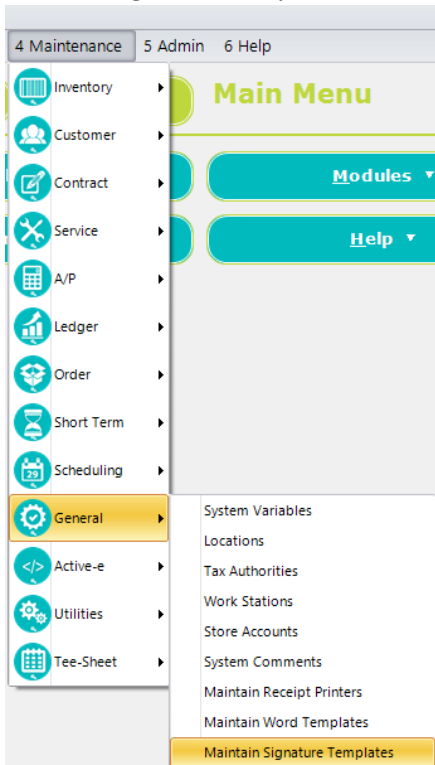 4 Maintenance 5 Admin 6 Help
Main Menu
Inventory
Customer
Contract
Modules
Service
Help
A/P
Ledger
Order
Short Term
29
Scheduling
General
System Variables
Locations
Active-e
Tax Authorities
Utilities
Work Stations
Store Accounts
Tee-Sheet
System Comments
Maintain Receipt Printers
Maintain Word Templates
Maintain Signature Templates